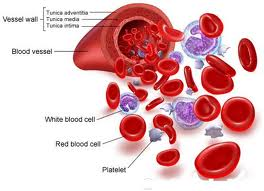 Tunica adventitia
Vessel wall
Tunica media
Tunica intima
Blood vessel
White blood cell
Red blood cell
Platelet